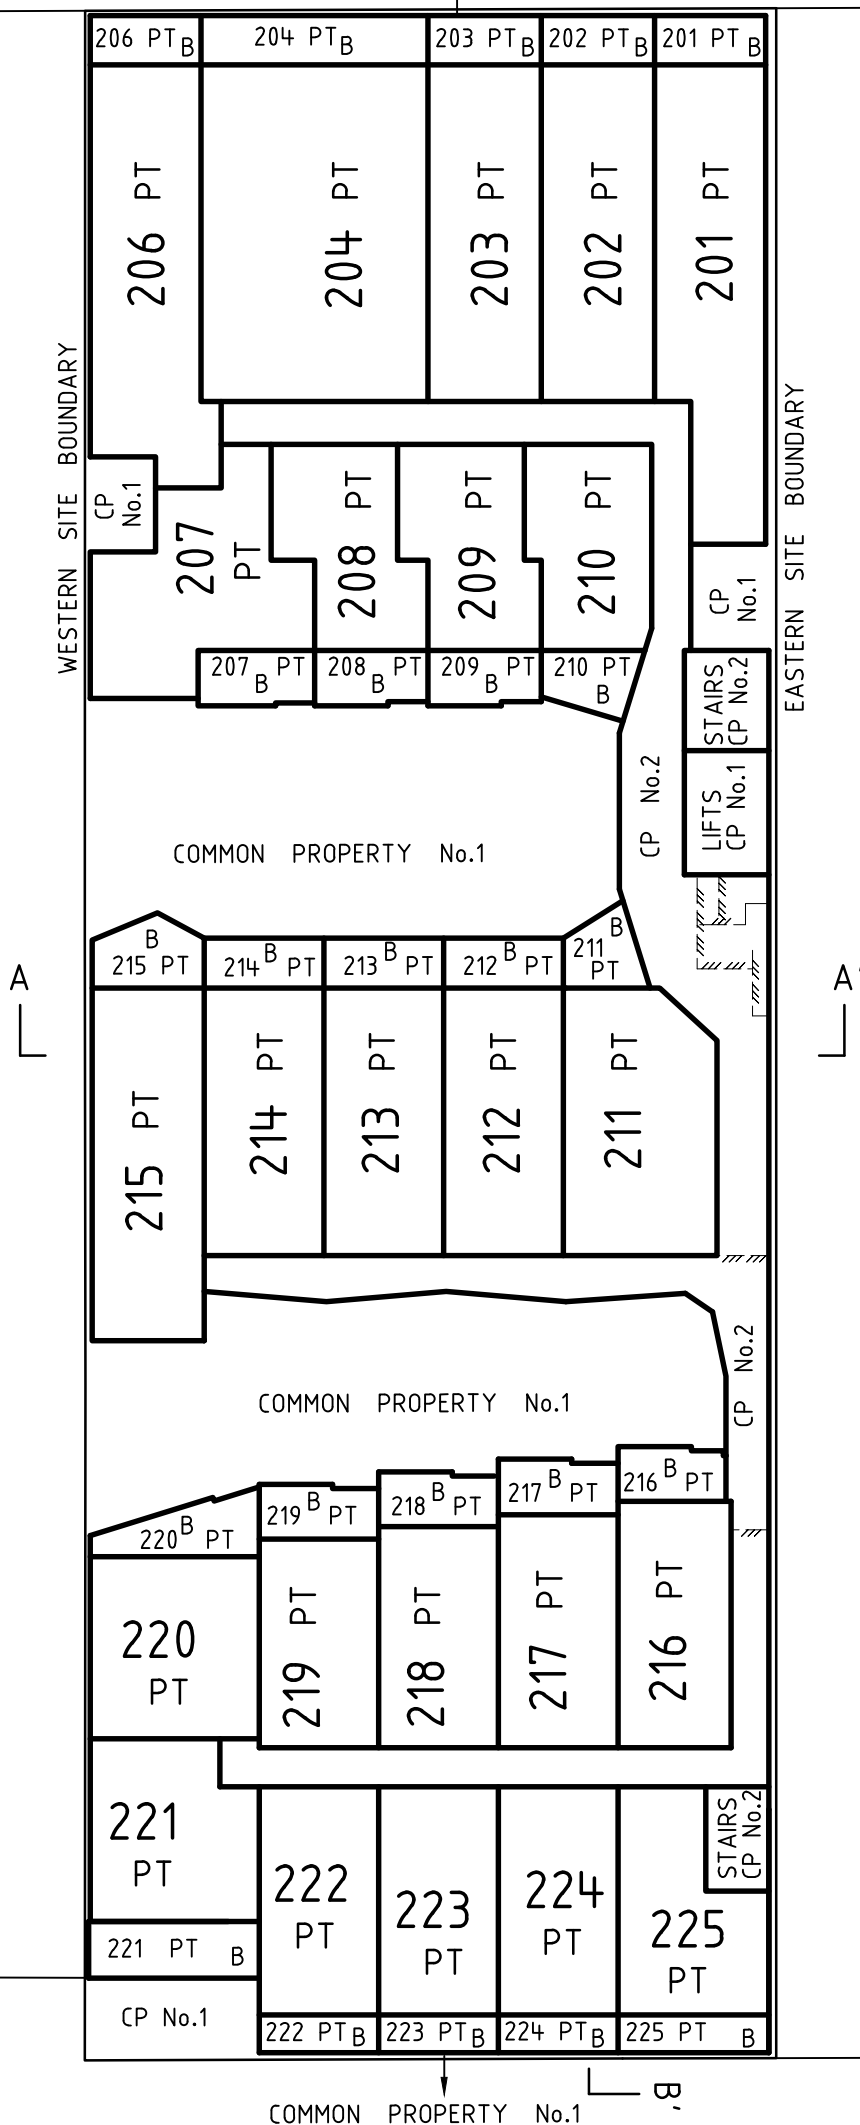 206 PT B
204 PT B
203 PT B
202 PT B
201 PT B
206 PT
204 PT
203 PT
202 PT
201 PT
WESTERN SITE BOUNDARY
EASTERN SITE BOUNDARY
CP
No.1
207
PT
208 PT
209 PT
210 PT
CP
No.1
207 PT
B
208 PT
B
209 PT
B
210 PT
B
STAIRS
CP No.2
LIFTS
CP No.1
CP No.2
COMMON PROPERTY No.1
B
215 PT
214 B PT
213 B PT
212 B PT
B
211
PT
A
A'
215 PT
214 PT
213 PT
212 PT
211 PT
CP No.2
COMMON PROPERTY No.1
220 B PT
219 B PT
218 B PT
217 B PT
216 B PT
220
PT
219 PT
218 PT
217 PT
216 PT
221
PT
222
PT
223
PT
224
PT
225
PT
STAIRS
CP No.2
221 PT B
CP No.1
222 PT B
223 PT B
224 PT B
225 PT B
B'
COMMON PROPERTY No.1